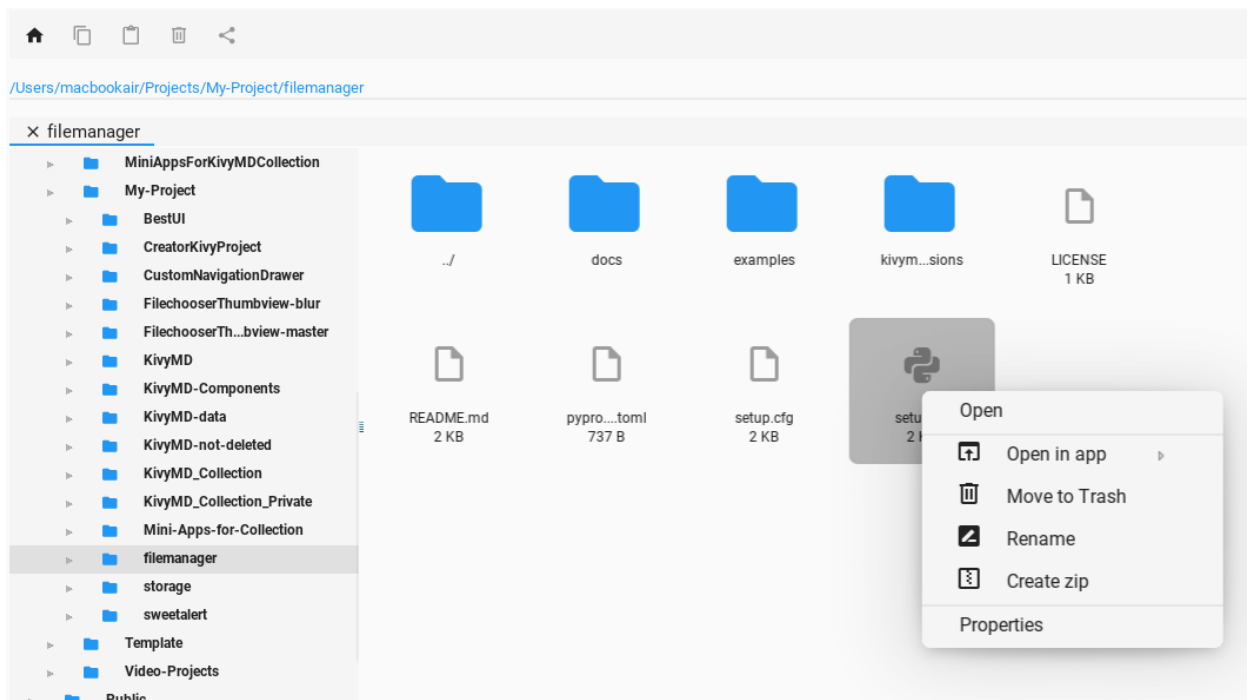 /Users/macbookair/Projects/My-Project/filemanager
filemanager
MiniAppsForKivyMDCollection
My-Project
BestUI
CreatorKivyProject
CustomNavigationDrawer
FilechooserThumbview-blur
FilechooserTh...bview-master
KivyMD
KivyMD-Components
KivyMD-data
KivyMD-not-deleted
KivyMD_Collection
KivyMD_Collection_Private
Mini-Apps-for-Collection
filemanager
storage
sweetalert
Template
Video-Projects
Public
../ docs examples kivym...sions LICENSE
1 KB
README.md pypro....toml setup.cfg setu
2 KB 737 B 2 KB 2
Open
Open in app
Move to Trash
Rename
Create zip
Properties